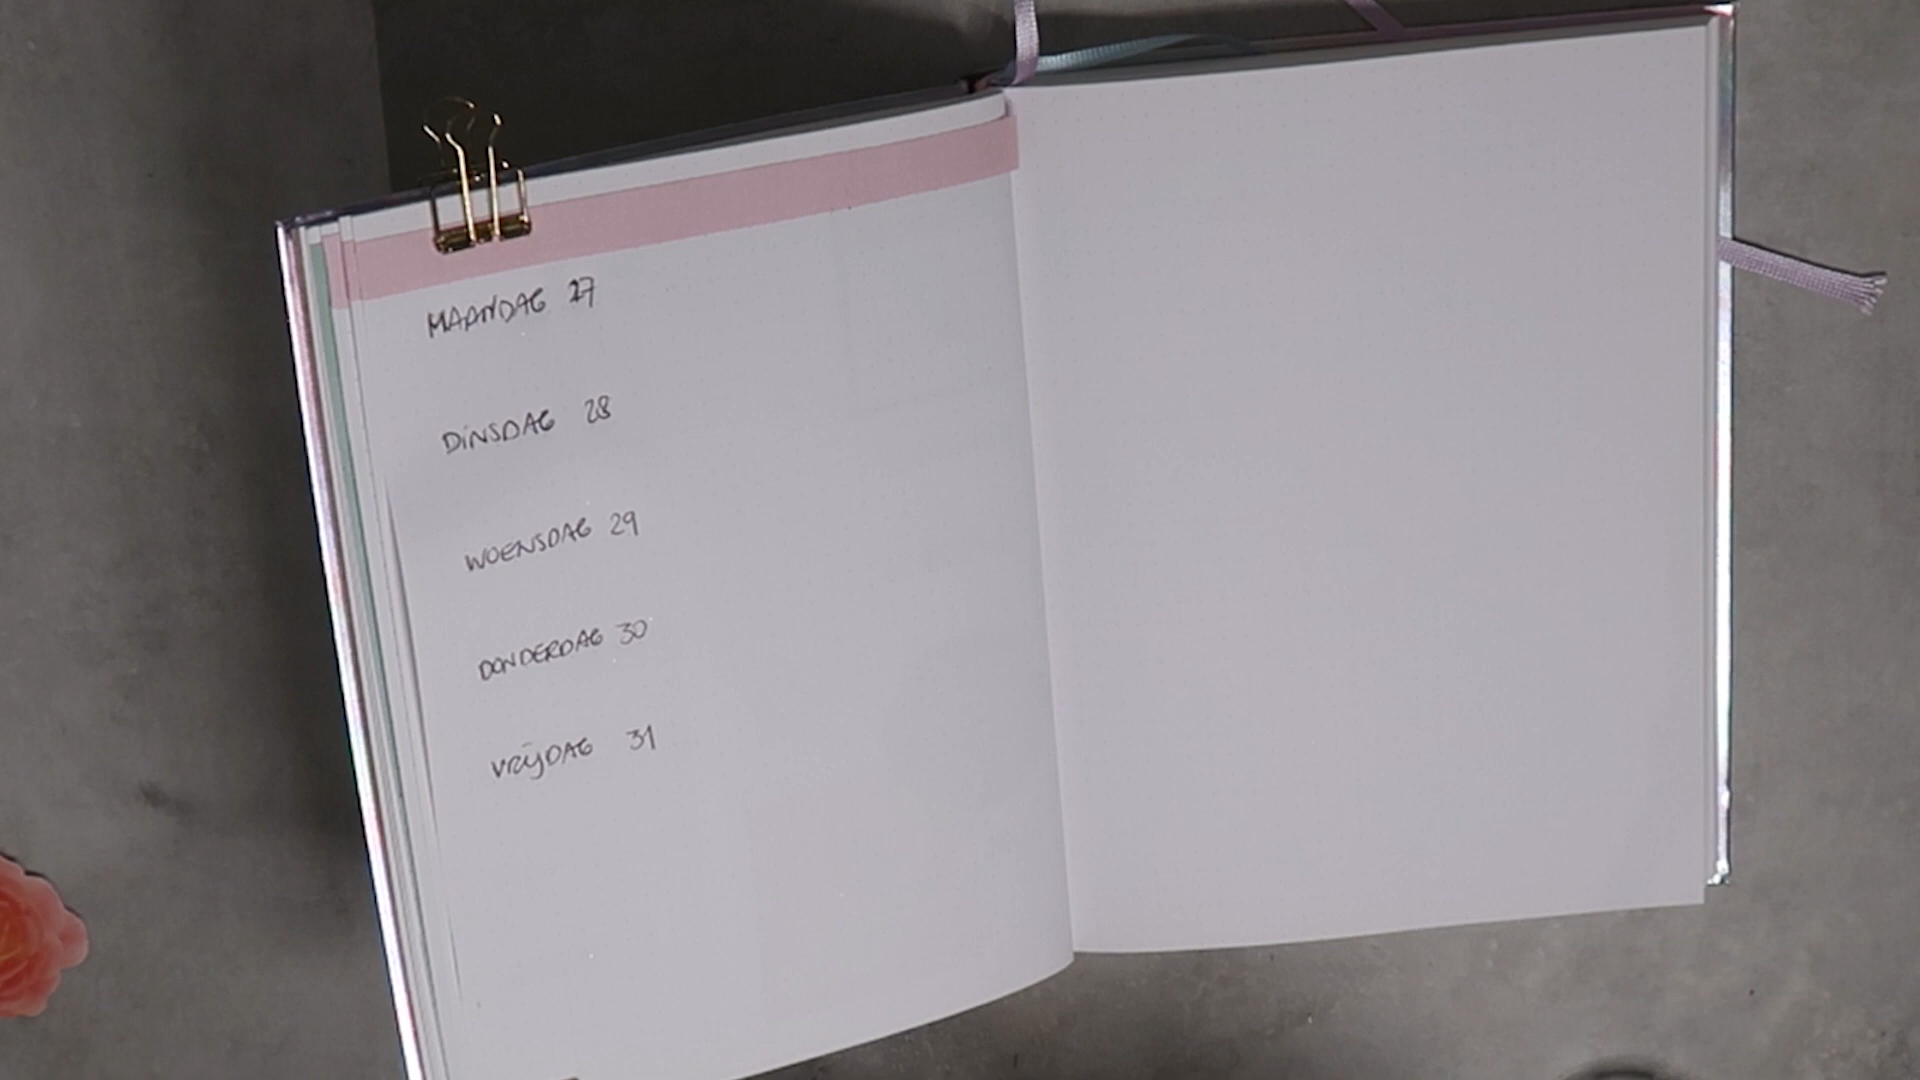 MAANDAG 27
DINSDAG 28
WOENSDAG 29
DONDERDAG 30
VRIJDAG 31